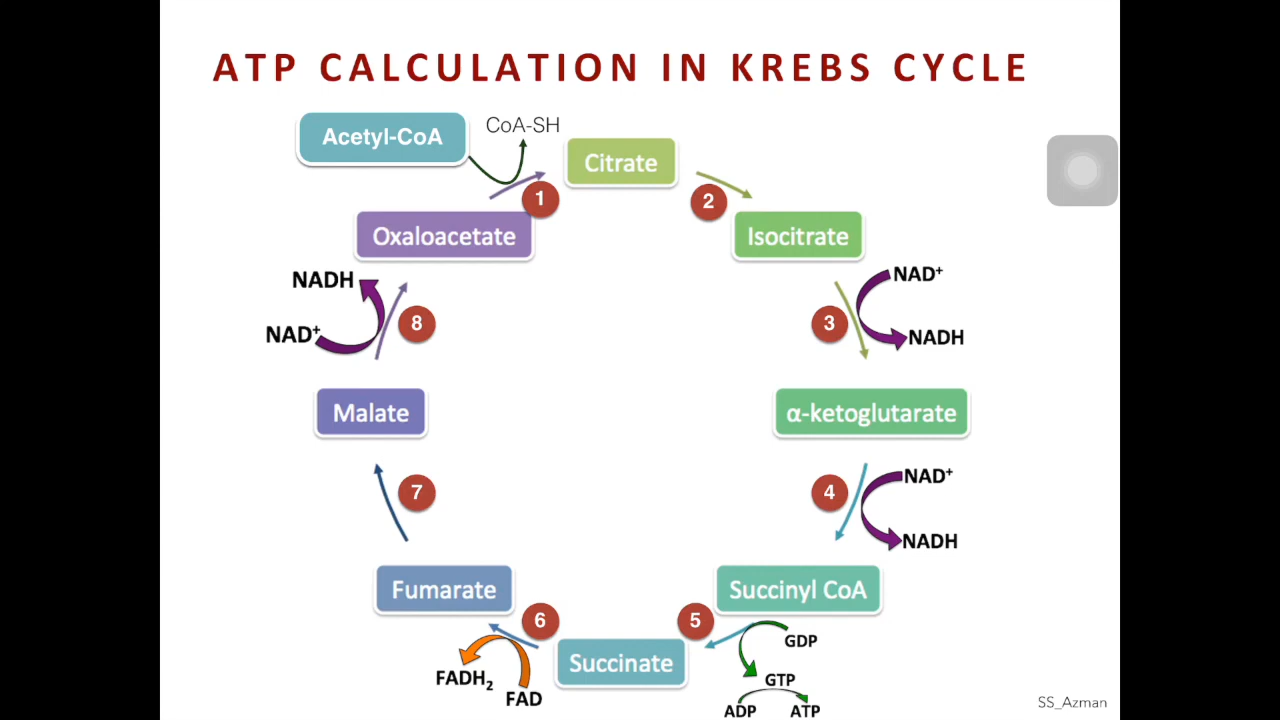 ATP CALCULATION IN KREBS CYCLE
Acetyl-CoA
CoA-SH
Citrate
1
2
Oxaloacetate
Isocitrate
NADH
NAD⁺
8
3
NAD⁺
NADH
Malate
α-ketoglutarate
7
4
NAD⁺
NADH
Fumarate
Succinyl CoA
6
5
Succinate
GDP
GTP
ADP
ATP
FADH₂
FAD
SS_Azman